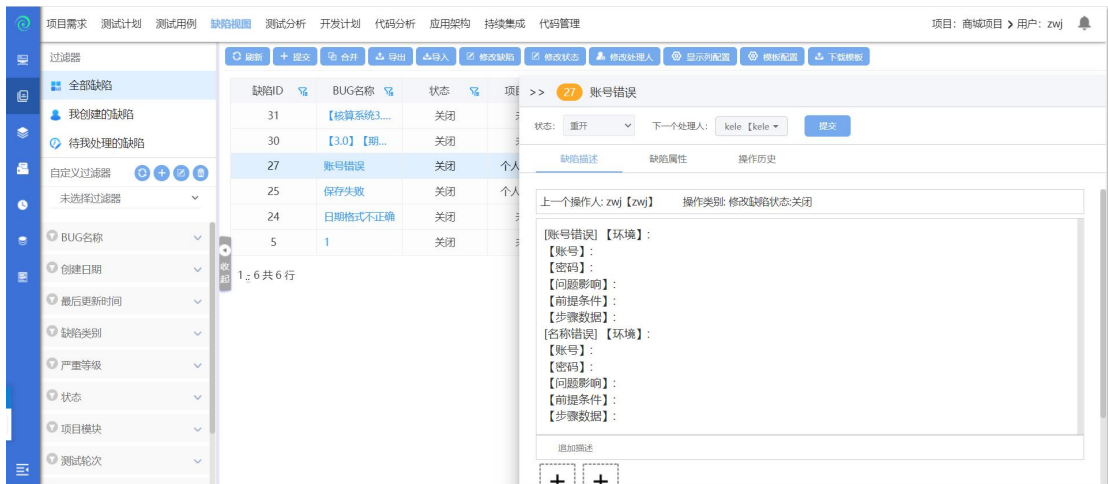 项目需求 测试计划 测试用例 缺陷视图 测试分析 开发计划 代码分析 应用架构 持续集成 代码管理 项目：商城项目 用户：zwj
过滤器
刷新 提交 合并 导出 导入 修改缺陷 修改状态 修改处理人 显示列配置 模板配置 下载模板
全部缺陷
我创建的缺陷
待我处理的缺陷
自定义过滤器
未选择过滤器
BUG名称
创建日期
最后更新时间
缺陷类别
严重等级
状态
项目模块
测试轮次
收起
缺陷ID BUG名称 状态
31 【核算系统3.... 关闭
30 【3.0】【期... 关闭
27 账号错误 关闭 个人
25 保存失败 关闭 个人
24 日期格式不正确 关闭
5 1 关闭
1 - 6 共 6 行
>> 27 账号错误
状态: 重开 下一个处理人: kele【kele 提交
缺陷描述 缺陷属性 操作历史
上一个操作人: zwj【zwj】 操作类别: 修改缺陷状态:关闭
[账号错误]【环境】:
【账号】:
【密码】:
【问题影响】:
【前提条件】:
【步骤数据】:
[名称错误]【环境】:
【账号】:
【密码】:
【问题影响】:
【前提条件】:
【步骤数据】:
追加描述